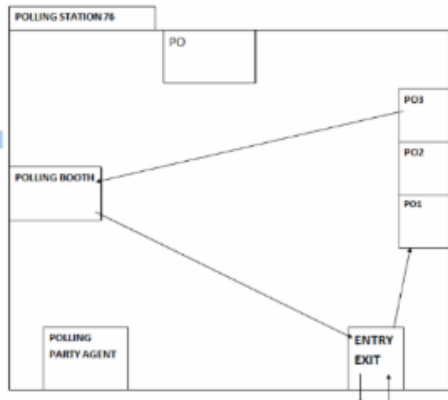 POLLING STATION 76
PO
PO3
PO2
POLLING BOOTH
PO1
POLLING
PARTY AGENT
ENTRY
EXIT